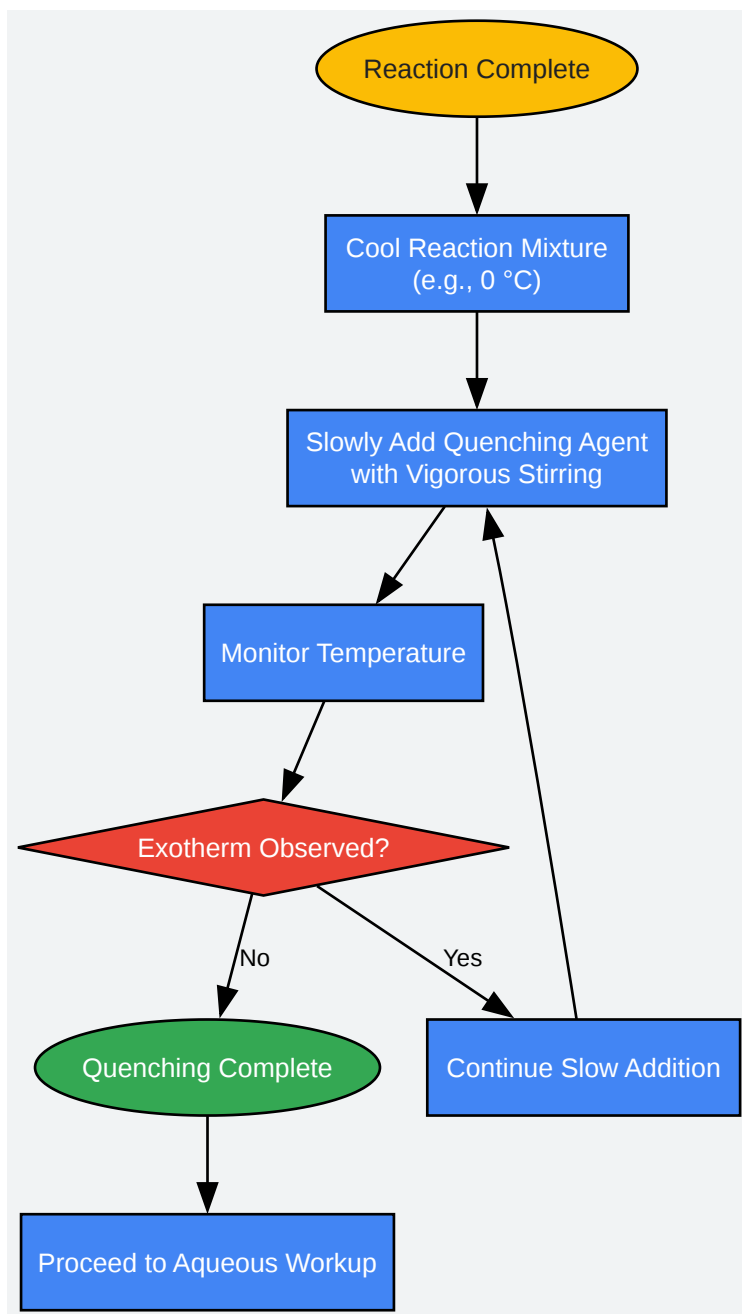 Reaction Complete
Cool Reaction Mixture
(e.g., 0 °C)
Slowly Add Quenching Agent
with Vigorous Stirring
Monitor Temperature
Exotherm Observed?
No
Yes
Quenching Complete
Continue Slow Addition
Proceed to Aqueous Workup